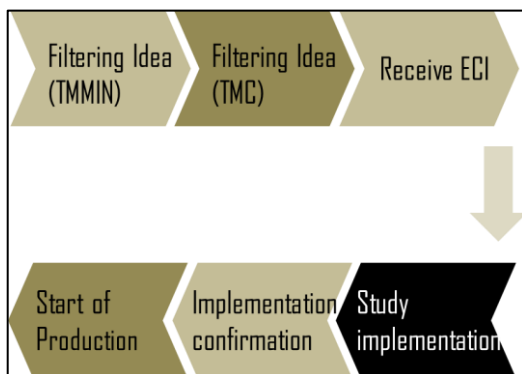 Filtering Idea
(TMMIN)
Filtering Idea
(TMC)
Receive ECI
Start of
Production
Implementation
confirmation
Study
implementation